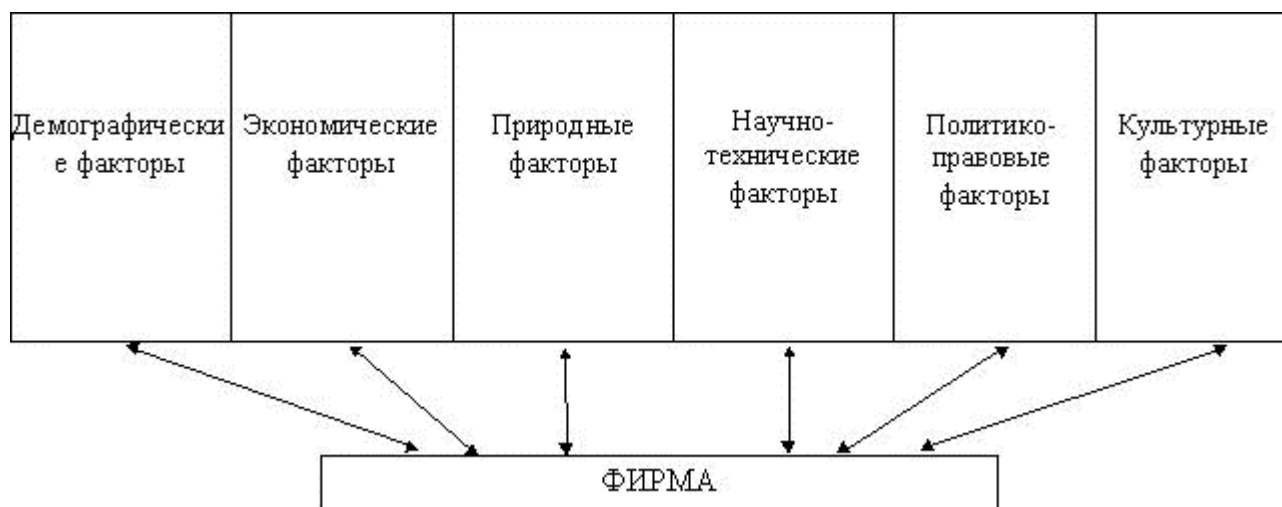 Демографически
е факторы
Экономические
факторы
Природные
факторы
Научно-
технические
факторы
Политико-
правовые
факторы
Культурные
факторы
ФИРМА